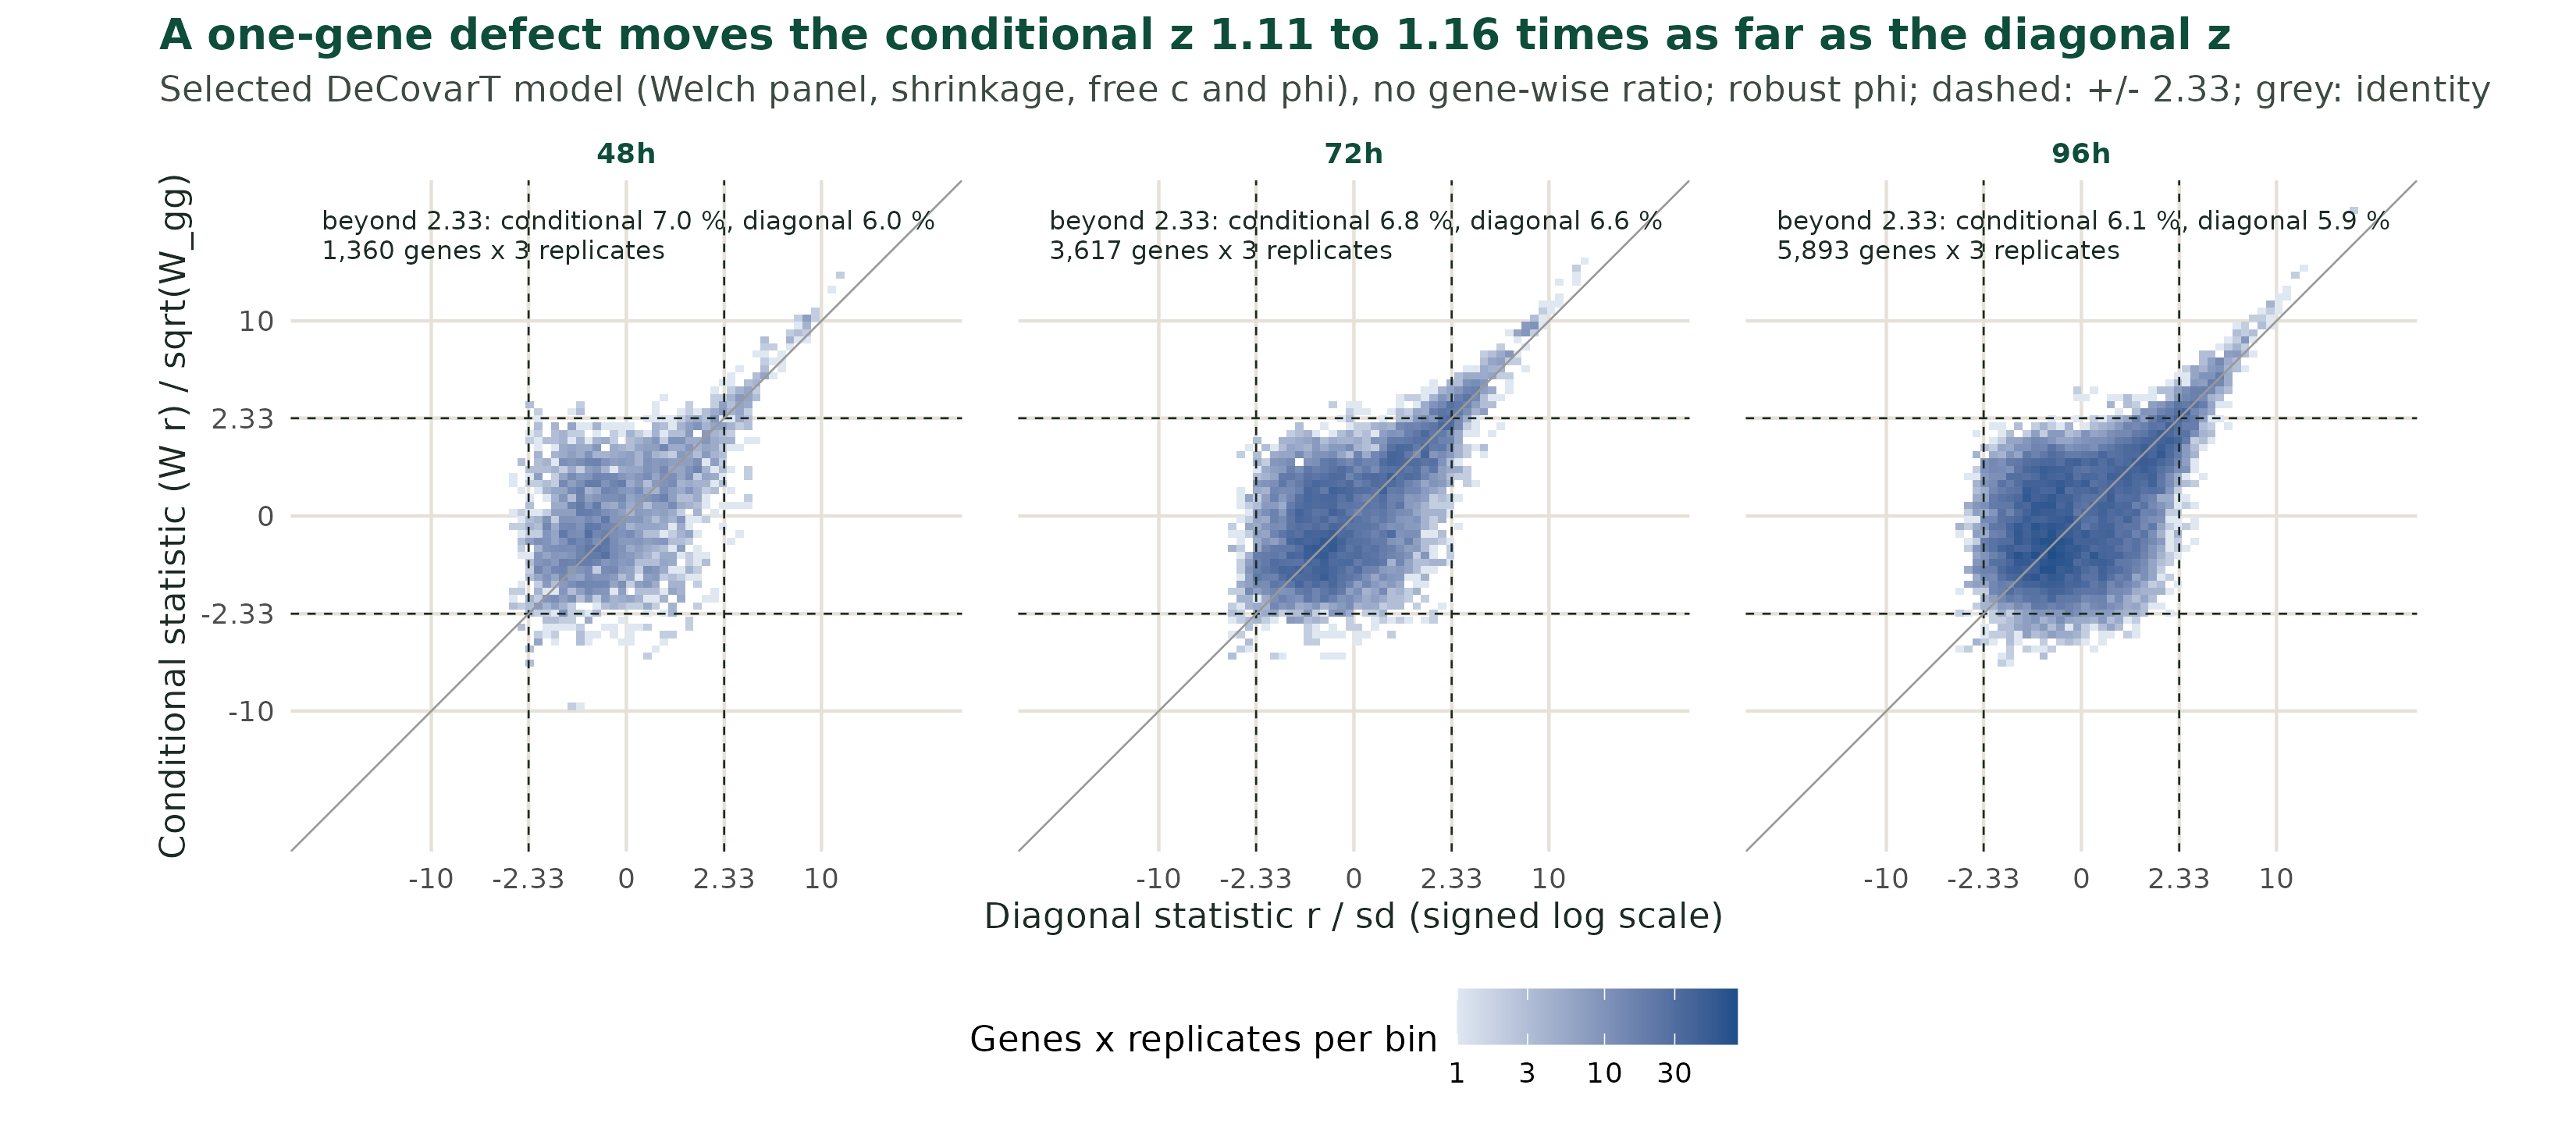 A one-gene defect moves the conditional z 1.11 to 1.16 times as far as the diagonal z
Selected DeCovarT model (Welch panel, shrinkage, free c and phi), no gene-wise ratio; robust phi; dashed: +/- 2.33; grey: identity
48h
72h
96h
beyond 2.33: conditional 7.0 %, diagonal 6.0 %
1,360 genes x 3 replicates
beyond 2.33: conditional 6.8 %, diagonal 6.6 %
3,617 genes x 3 replicates
beyond 2.33: conditional 6.1 %, diagonal 5.9 %
5,893 genes x 3 replicates
Conditional statistic (W r) / sqrt(W_gg)
10
2.33
0
-2.33
-10
-10 -2.33 0 2.33 10
-10 -2.33 0 2.33 10
-10 -2.33 0 2.33 10
Diagonal statistic r / sd (signed log scale)
Genes x replicates per bin
1 3 10 30